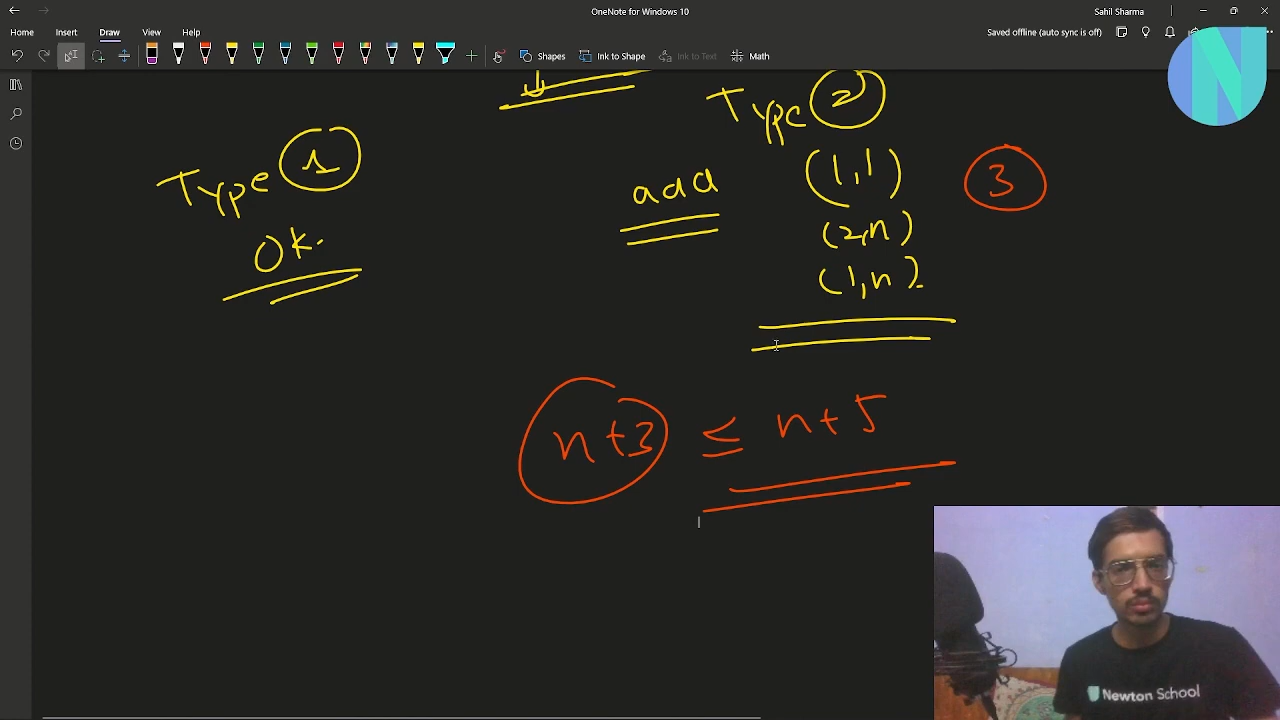 OneNote for Windows 10
Sahil Sharma
Home Insert Draw View Help
Saved offline (auto sync is off)
Shapes Ink to Shape Ink to Text Math
Type 2
Type 1
add (1,1) 3
Ok.
(2,n)
(1,n).
n+3 ≤ n+5
Newton School